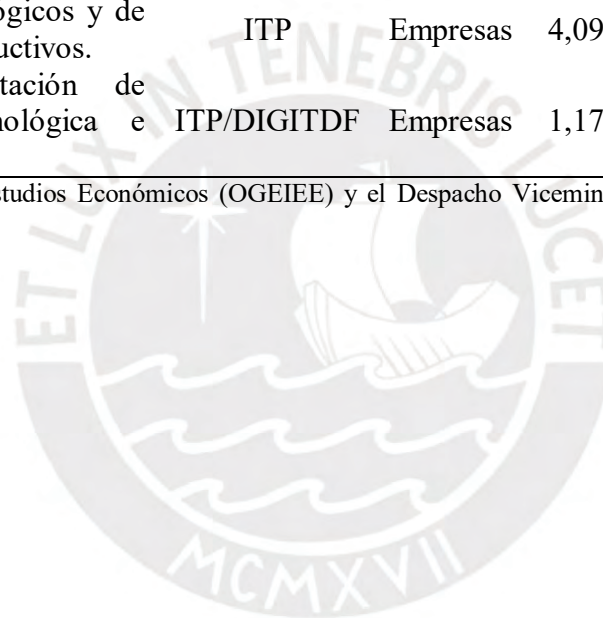 ógicos y de
uctivos. ITP Empresas 4,09
tación de
nológica e ITP/DIGITDF Empresas 1,17
studios Económicos (OGEIEE) y el Despacho Vicemin
ET LUX IN TENEBRIS LUCET
MCMXVII